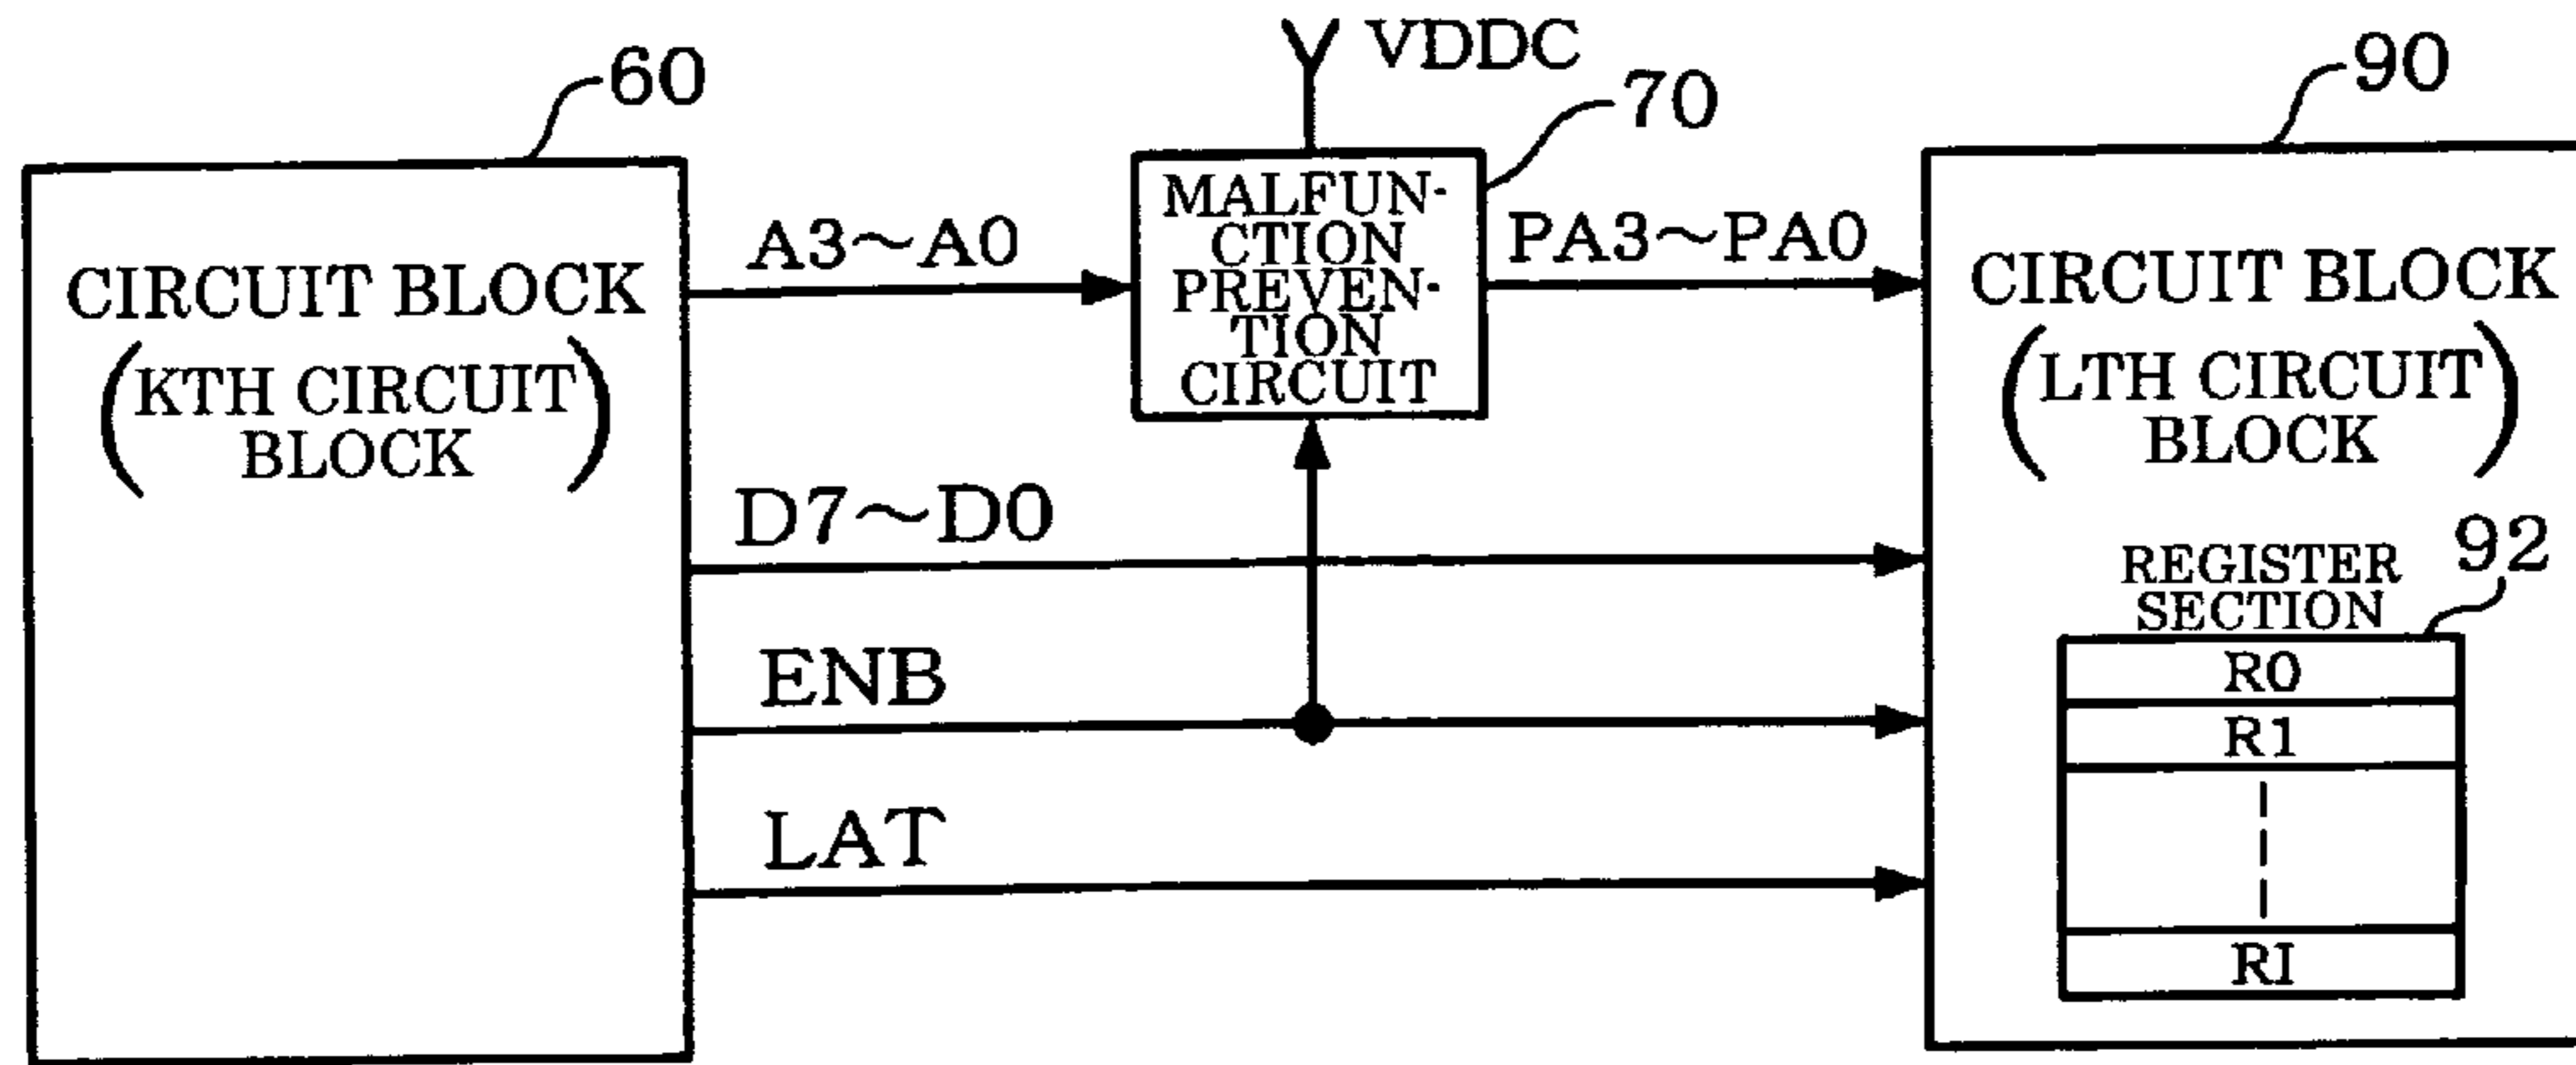 60
CIRCUIT BLOCK
(KTH CIRCUIT
BLOCK)
VDDC
70
MALFUN-
CTION
PREVEN-
TION
CIRCUIT
A3~A0
PA3~PA0
D7~D0
ENB
LAT
90
CIRCUIT BLOCK
(LTH CIRCUIT
BLOCK)
REGISTER
SECTION
92
R0
R1
RI